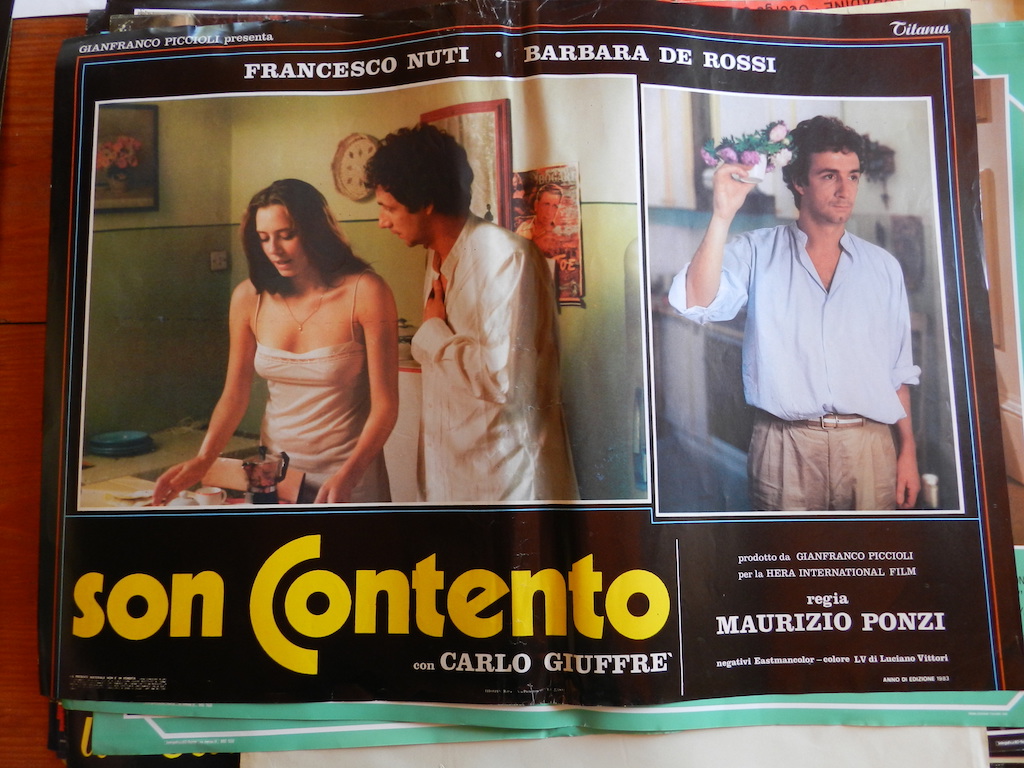 GIANFRANCO PICCIOLI presenta
Titanus
FRANCESCO NUTI · BARBARA DE ROSSI
son Contento
con CARLO GIUFFRE`
prodotto da GIANFRANCO PICCIOLI
per la HERA INTERNATIONAL FILM
regia
MAURIZIO PONZI
negativi Eastmancolor – colore LV di Luciano Vittori
ANNO DI EDIZIONE 1983